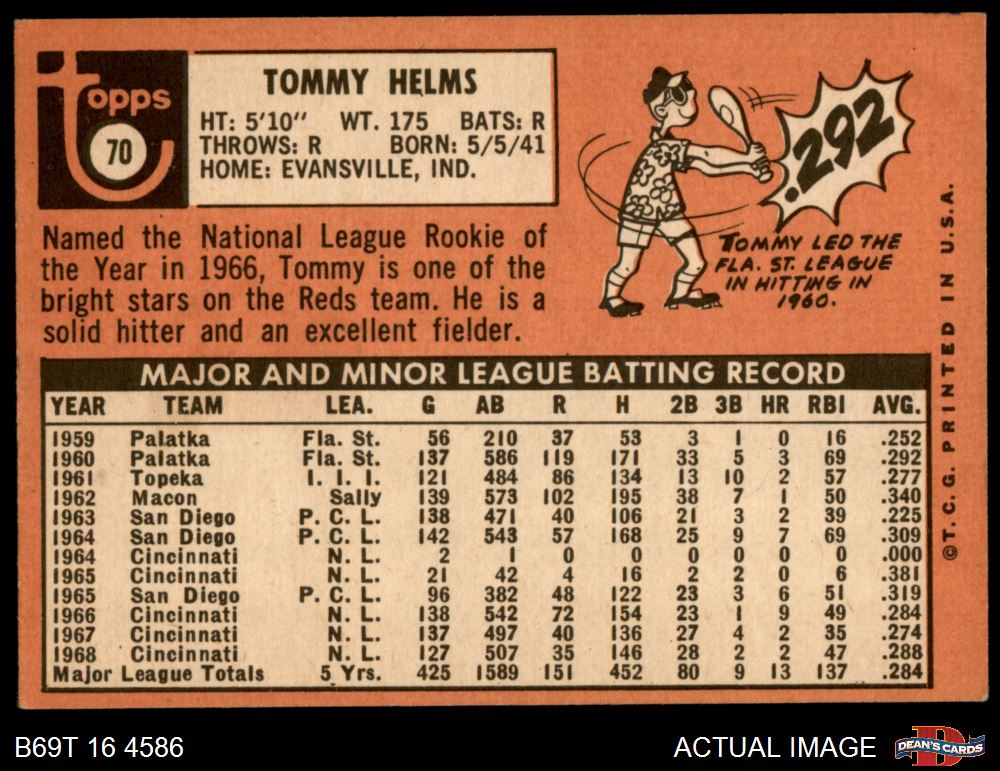 topps
70
TOMMY HELMS
HT: 5'10" WT. 175 BATS: R
THROWS: R BORN: 5/5/41
HOME: EVANSVILLE, IND.
Named the National League Rookie of
the Year in 1966, Tommy is one of the
bright stars on the Reds team. He is a
solid hitter and an excellent fielder.
.292
TOMMY LED THE
FLA. ST. LEAGUE
IN HITTING IN
1960.
MAJOR AND MINOR LEAGUE BATTING RECORD
YEAR TEAM LEA. G AB R H 2B 3B HR RBI AVG.
1959 Palatka Fla. St. 56 210 37 53 3 1 0 16 .252
1960 Palatka Fla. St. 137 586 119 171 33 5 3 69 .292
1961 Topeka I. I. I. 121 484 86 134 13 10 2 57 .277
1962 Macon Sally 139 573 102 195 38 7 1 50 .340
1963 San Diego P. C. L. 138 471 40 106 21 3 2 39 .225
1964 San Diego P. C. L. 142 543 57 168 25 9 7 69 .309
1964 Cincinnati N. L. 2 1 0 0 0 0 0 0 .000
1965 Cincinnati N. L. 21 42 4 16 2 2 0 6 .381
1965 San Diego P. C. L. 96 382 48 122 23 3 6 51 .319
1966 Cincinnati N. L. 138 542 72 154 23 1 9 49 .284
1967 Cincinnati N. L. 137 497 40 136 27 4 2 35 .274
1968 Cincinnati N. L. 127 507 35 146 28 2 2 47 .288
Major League Totals 5 Yrs. 425 1589 151 452 80 9 13 137 .284
©T. C. G. PRINTED IN U.S.A.
B69T 16 4586
ACTUAL IMAGE
D
DEAN'S CARDS